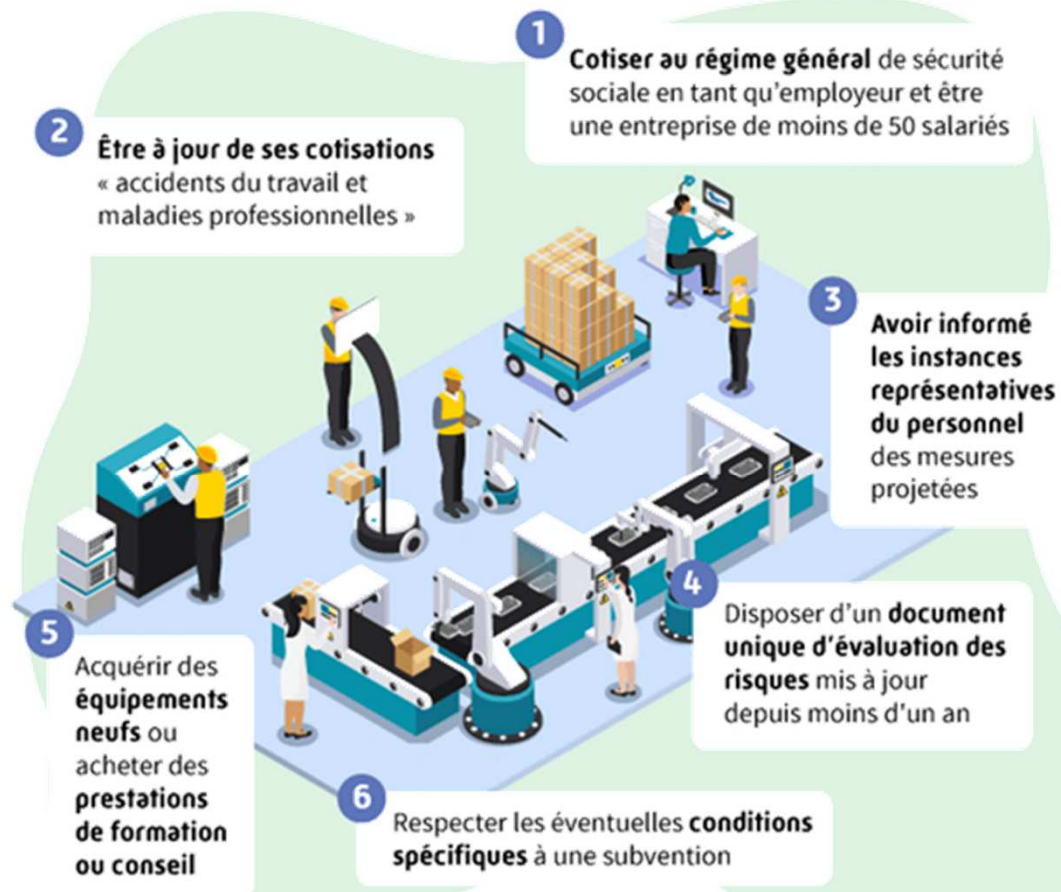 1
Cotiser au régime général de sécurité
sociale en tant qu'employeur et être
une entreprise de moins de 50 salariés
2
Être à jour de ses cotisations
« accidents du travail et
maladies professionnelles »
3
Avoir informé
les instances
représentatives
du personnel
des mesures
projetées
4
Disposer d'un document
unique d'évaluation des
risques mis à jour
depuis moins d'un an
5
Acquérir des
équipements
neufs ou
acheter des
prestations
de formation
ou conseil
6
Respecter les éventuelles conditions
spécifiques à une subvention